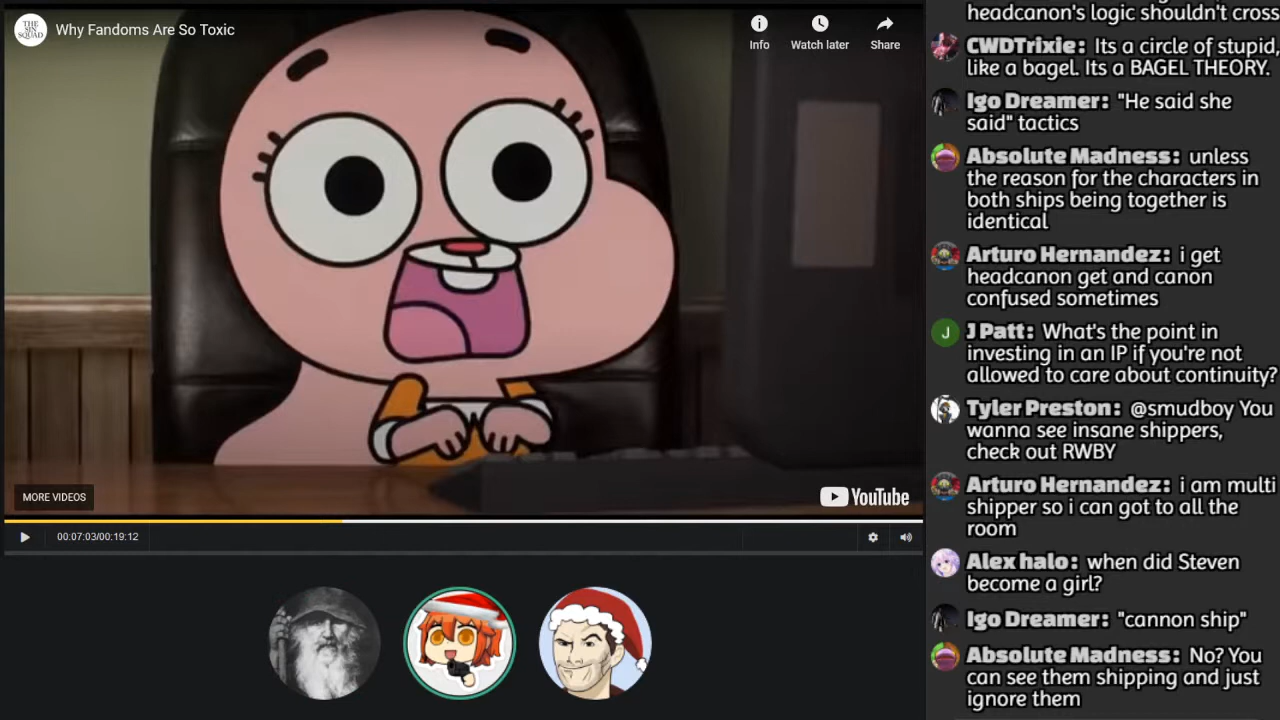 THE
SIN
SQUAD
Why Fandoms Are So Toxic
Info
Watch later
Share
MORE VIDEOS
YouTube
00:07:03/00:19:12
headcanon's logic shouldn't cross
CWDTrixie: Its a circle of stupid,
like a bagel. Its a BAGEL THEORY.
Igo Dreamer: "He said she
said" tactics
Absolute Madness: unless
the reason for the characters in
both ships being together is
identical
Arturo Hernandez: i get
headcanon get and canon
confused sometimes
J
J Patt: What's the point in
investing in an IP if you're not
allowed to care about continuity?
Tyler Preston: @smudboy You
wanna see insane shippers,
check out RWBY
Arturo Hernandez: i am multi
shipper so i can got to all the
room
Alex halo: when did Steven
become a girl?
Igo Dreamer: "cannon ship"
Absolute Madness: No? You
can see them shipping and just
ignore them